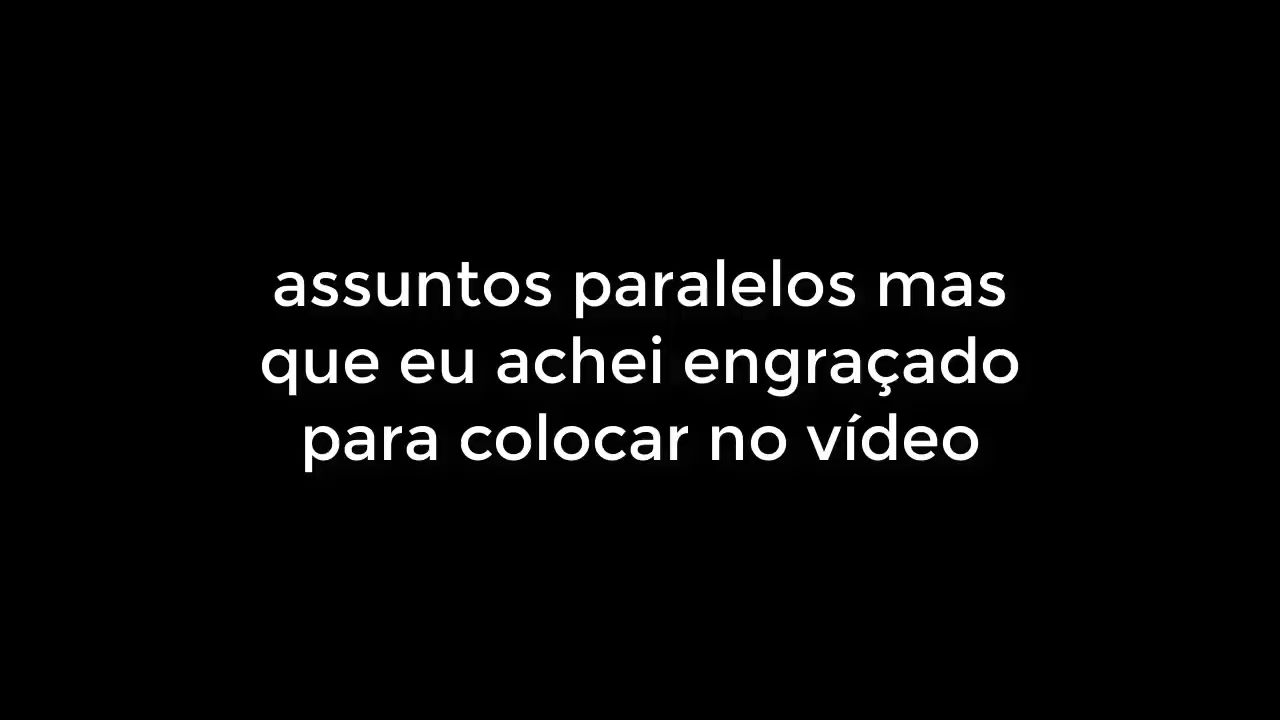 assuntos paralelos mas
que eu achei engraçado
para colocar no vídeo